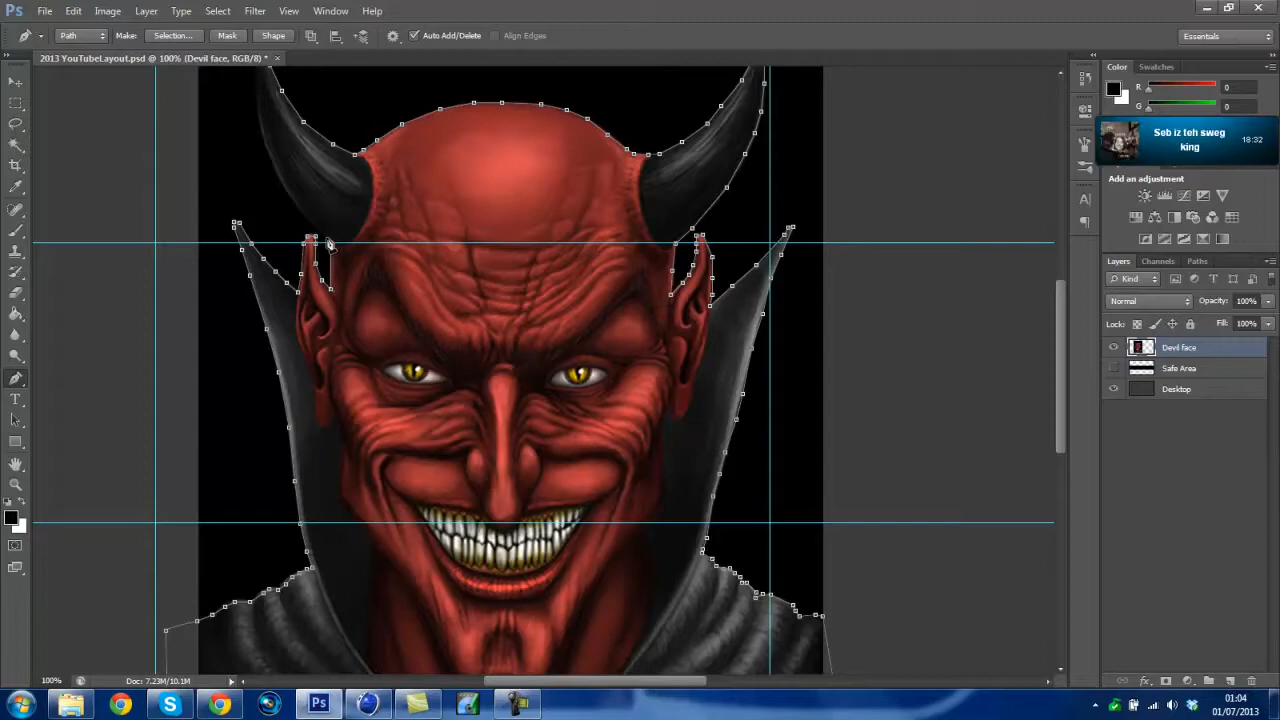 Ps File Edit Image Layer Type Select Filter View Window Help
Path Make: Selection... Mask Shape Auto Add/Delete Align Edges Essentials
2013 YouTubeLayout.psd @ 100% (Devil face, RGB/8) * ×
Color Swatches
R 0
G 0
Seb iz teh sweg king 18:32
Add an adjustment
Layers Channels Paths
Kind
Normal Opacity: 100%
Lock: Fill: 100%
Devil face
Safe Area
Desktop
100% Doc: 7.23M/10.1M
Ps
01:04
01/07/2013